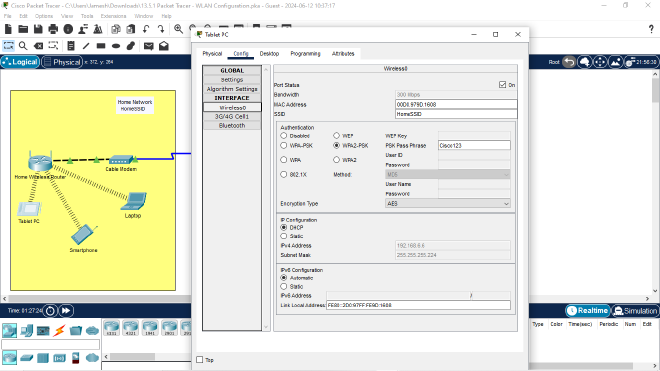 Cisco Packet Tracer - C:\Users\Jamesh\Downloads\13.5.1 Packet Tracer - WLAN Configuration.pka - Guest - 2024-06-12 10:17:17
File Edit Options View Tools Extensions Window Help
Logical Physical x: 372, y: 264
Root 21:56:30
Home Network
HomeSSID
Home Wireless Router
Cable Modem
Tablet PC
Smartphone
Laptop
Tablet PC
Physical Config Desktop Programming Attributes
GLOBAL
Settings
Algorithm Settings
INTERFACE
Wireless0
3G/4G Cell1
Bluetooth
Wireless0
Port Status On
Bandwidth 300 Mbps
MAC Address 00D0.979D.1608
SSID HomeSSID
Authentication
Disabled WEP WEP Key
WPA-PSK WPA2-PSK PSK Pass Phrase Cisco123
User ID
WPA WPA2 Password
802.1X Method: MD5
User Name
Password
Encryption Type AES
IP Configuration
DHCP
Static
IPv4 Address 192.168.6.6
Subnet Mask 255.255.255.224
IPv6 Configuration
Automatic
Static
IPv6 Address /
Link Local Address: FE80::2D0:97FF:FE9D:1608
Top
Time: 01:27:24
Realtime Simulation
4331 4321 1941 2901
Type Color Time(sec) Periodic Num Edit